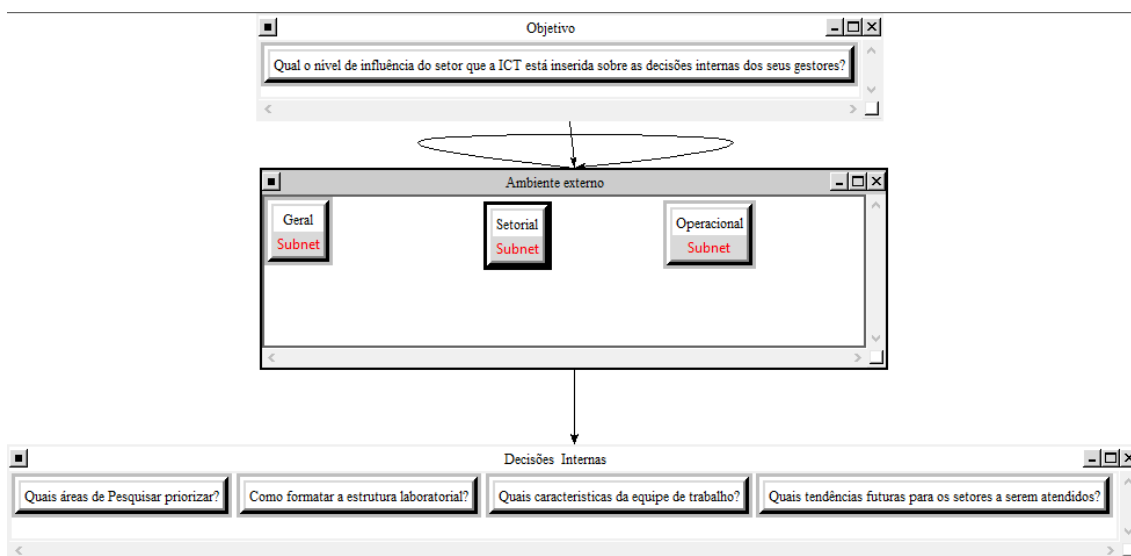 Objetivo
Qual o nivel de influência do setor que a ICT está inserida sobre as decisões internas dos seus gestores?
Ambiente externo
Geral
Subnet
Setorial
Subnet
Operacional
Subnet
Decisões Internas
Quais áreas de Pesquisar priorizar?
Como formatar a estrutura laboratorial?
Quais caracteristicas da equipe de trabalho?
Quais tendências futuras para os setores a serem atendidos?